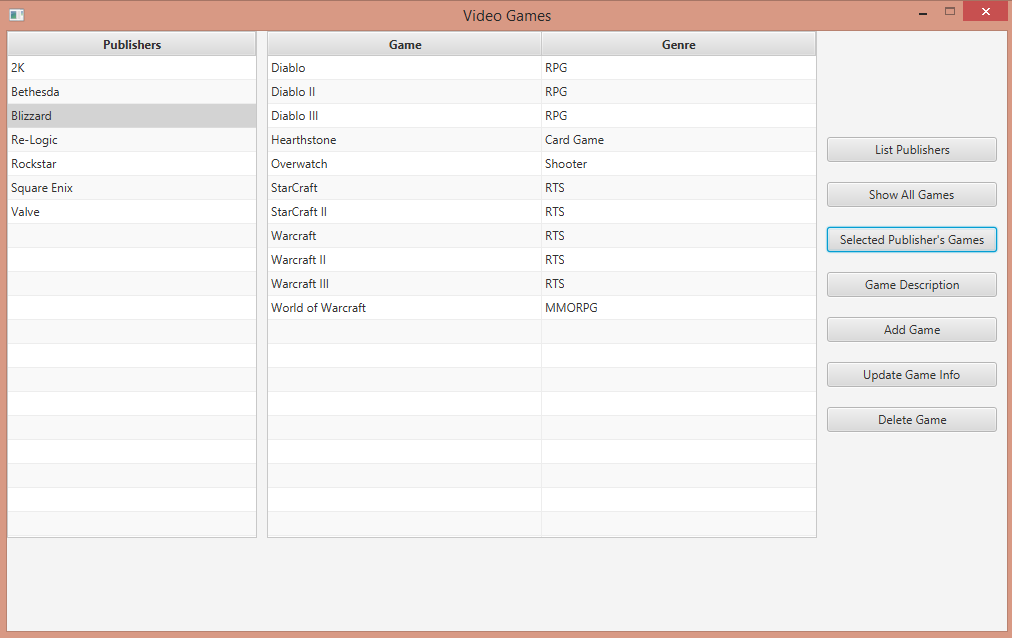 Video Games
Publishers
2K
Bethesda
Blizzard
Re-Logic
Rockstar
Square Enix
Valve
Game Genre
Diablo RPG
Diablo II RPG
Diablo III RPG
Hearthstone Card Game
Overwatch Shooter
StarCraft RTS
StarCraft II RTS
Warcraft RTS
Warcraft II RTS
Warcraft III RTS
World of Warcraft MMORPG
List Publishers
Show All Games
Selected Publisher's Games
Game Description
Add Game
Update Game Info
Delete Game